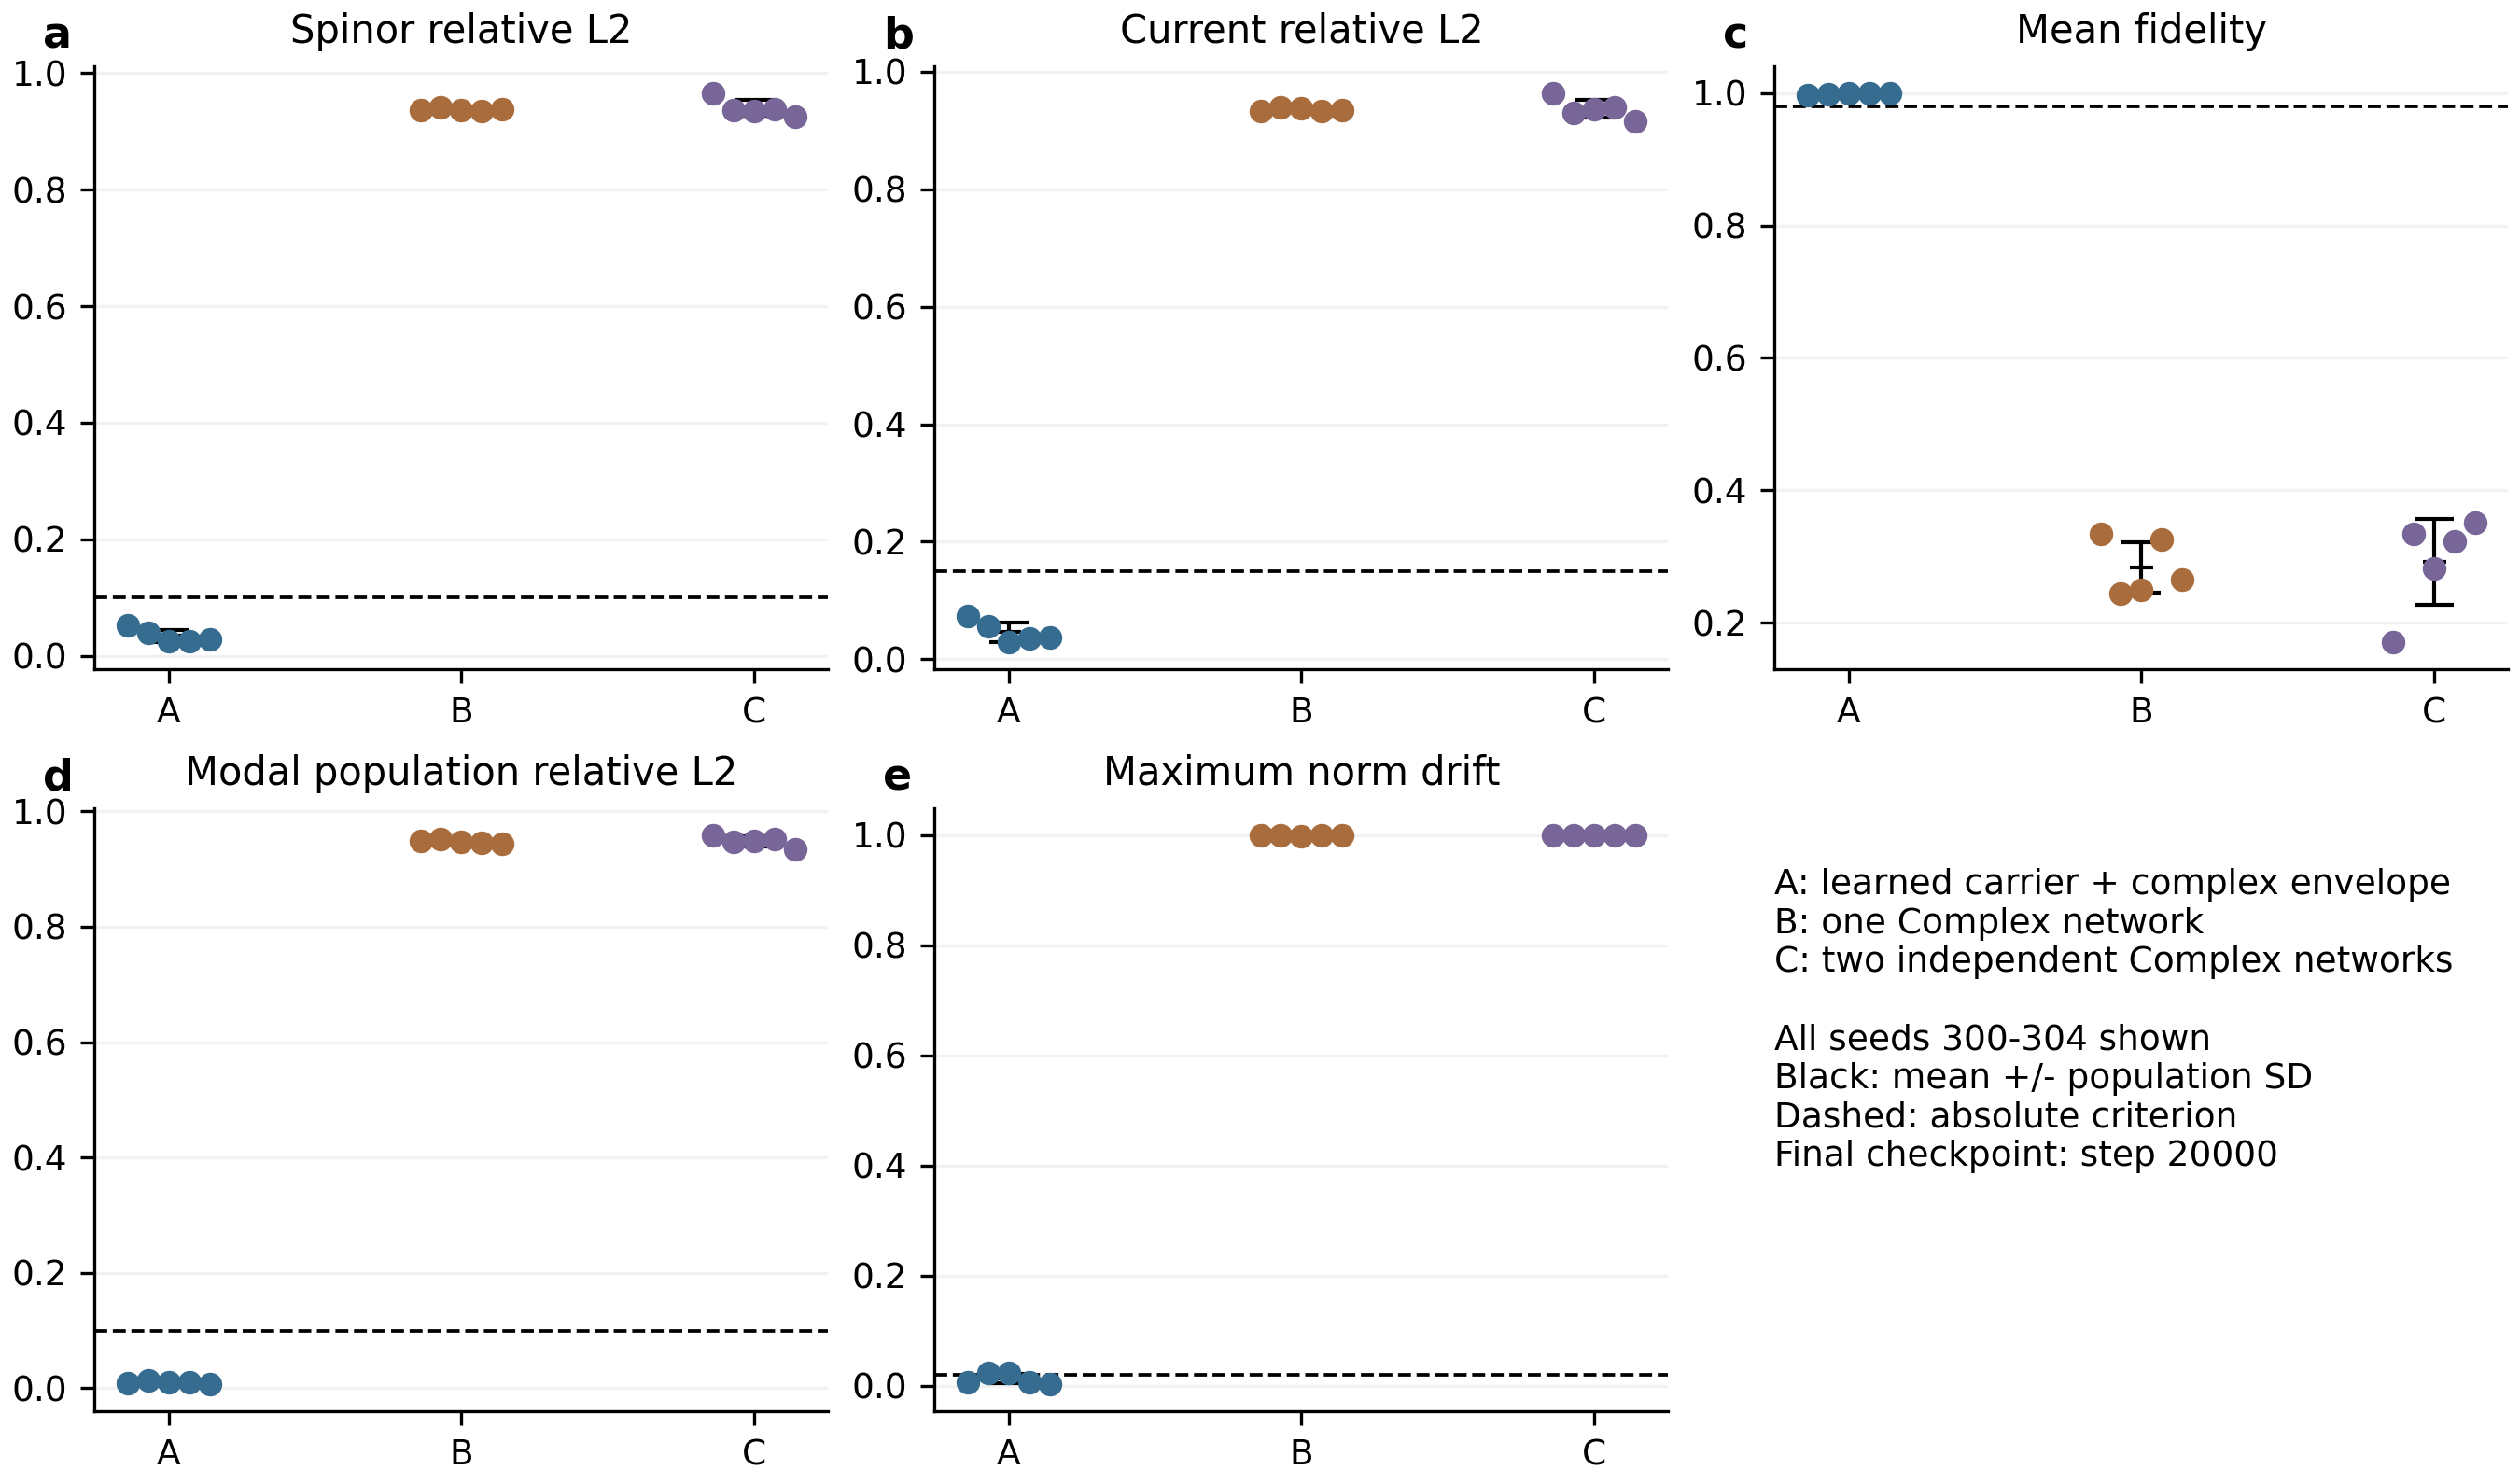 a
Spinor relative L2
1.0
0.8
0.6
0.4
0.2
0.0
A
B
C
b
Current relative L2
1.0
0.8
0.6
0.4
0.2
0.0
A
B
C
c
Mean fidelity
1.0
0.8
0.6
0.4
0.2
A
B
C
d
Modal population relative L2
1.0
0.8
0.6
0.4
0.2
0.0
A
B
C
e
Maximum norm drift
1.0
0.8
0.6
0.4
0.2
0.0
A
B
C
A: learned carrier + complex envelope
B: one Complex network
C: two independent Complex networks
All seeds 300-304 shown
Black: mean +/- population SD
Dashed: absolute criterion
Final checkpoint: step 20000